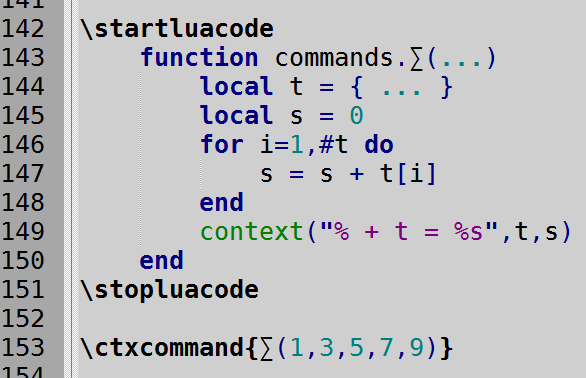 141
142 \startluacode
143     function commands.∑(...)
144         local t = { ... }
145         local s = 0
146         for i=1,#t do
147             s = s + t[i]
148         end
149         context("% + t = %s",t,s)
150     end
151 \stopluacode
152
153 \ctxcommand{∑(1,3,5,7,9)}
154